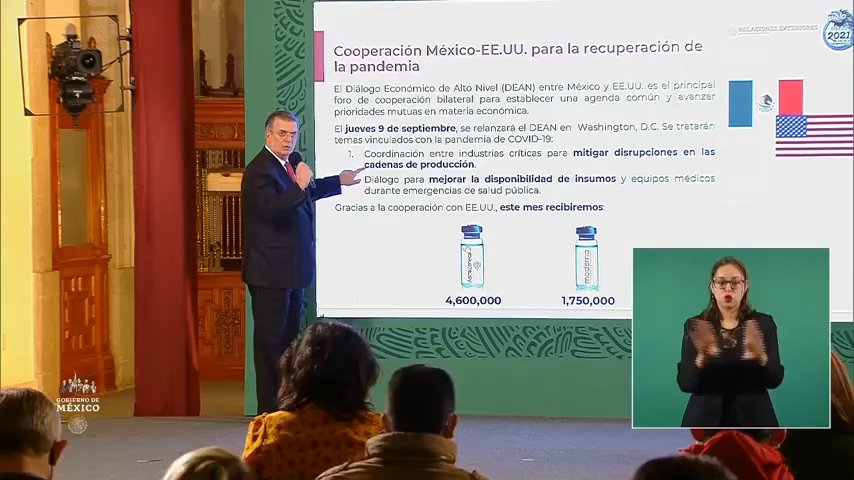 RELACIONES EXTERIORES
2021
Cooperación México-EE.UU. para la recuperación de
la pandemia
El Diálogo Económico de Alto Nivel (DEAN) entre México y EE.UU. es el principal
foro de cooperación bilateral para establecer una agenda común y avanzar
prioridades mutuas en materia económica.
El jueves 9 de septiembre, se relanzará el DEAN en Washington, D.C. Se tratarán
temas vinculados con la pandemia de COVID-19:
1. Coordinación entre industrias críticas para mitigar disrupciones en las
cadenas de producción.
Diálogo para mejorar la disponibilidad de insumos y equipos médicos
durante emergencias de salud pública.
Gracias a la cooperación con EE.UU., este mes recibiremos:
AstraZeneca
moderna
4,600,000
1,750,000
GOBIERNO DE
MÉXICO